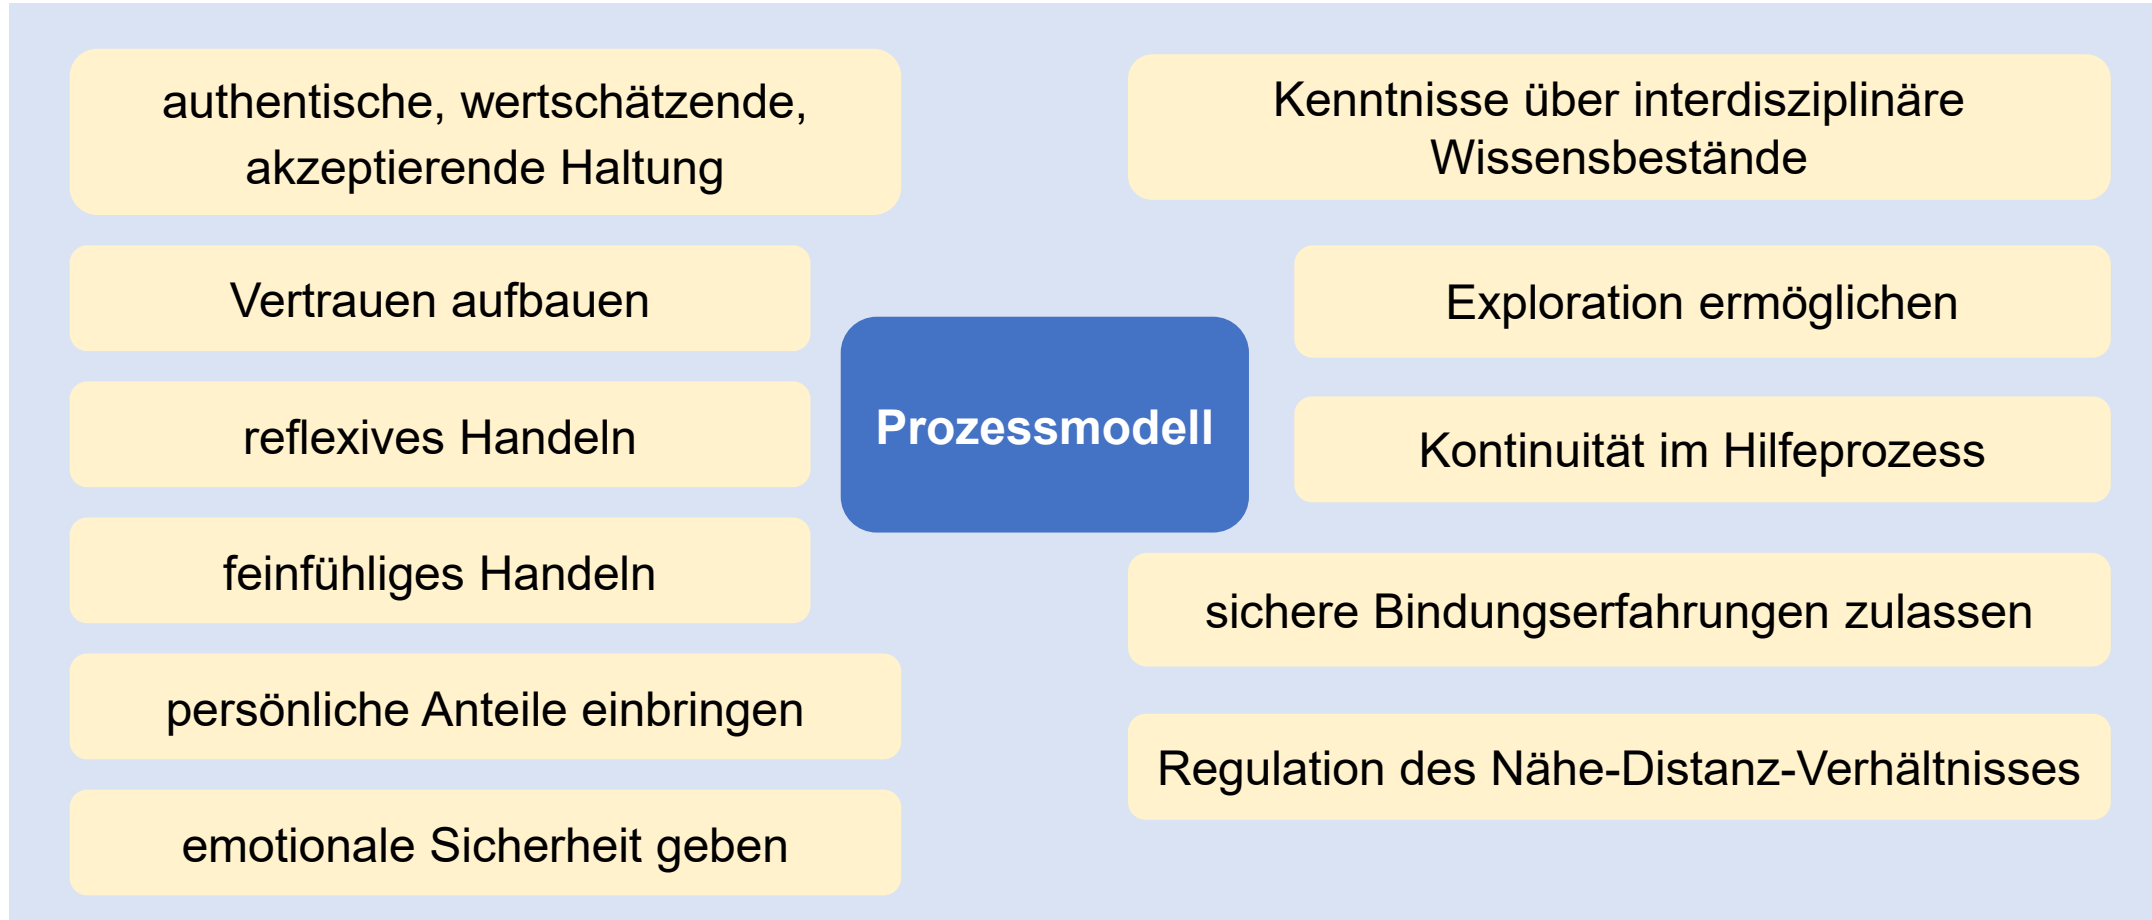 authentische, wertschätzende,
akzeptierende Haltung
Vertrauen aufbauen
reflexives Handeln
feinfühliges Handeln
persönliche Anteile einbringen
emotionale Sicherheit geben
Prozessmodell
Kenntnisse über interdisziplinäre
Wissensbestände
Exploration ermöglichen
Kontinuität im Hilfeprozess
sichere Bindungserfahrungen zulassen
Regulation des Nähe-Distanz-Verhältnisses